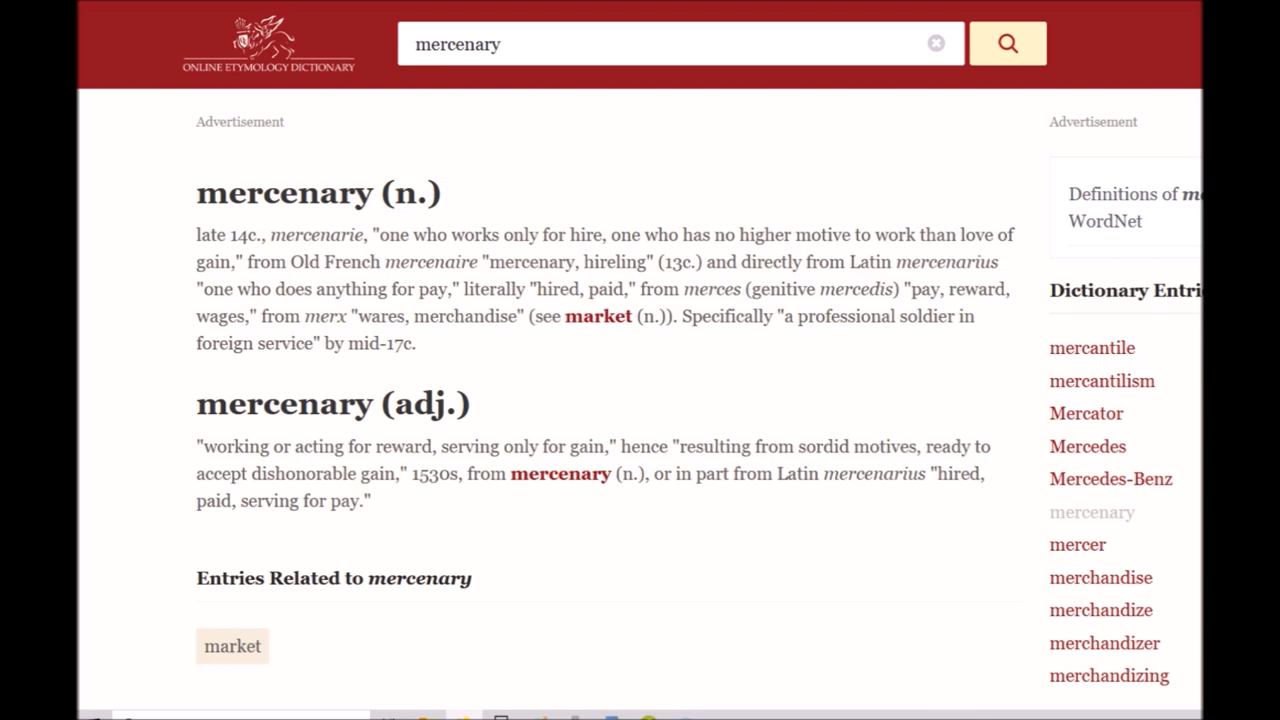 ONLINE ETYMOLOGY DICTIONARY
mercenary
Advertisement
Advertisement
mercenary (n.)
late 14c., mercenarie, "one who works only for hire, one who has no higher motive to work than love of
gain," from Old French mercenaire "mercenary, hireling" (13c.) and directly from Latin mercenarius
"one who does anything for pay," literally "hired, paid," from merces (genitive mercedis) "pay, reward,
wages," from merx "wares, merchandise" (see market (n.)). Specifically "a professional soldier in
foreign service" by mid-17c.
mercenary (adj.)
"working or acting for reward, serving only for gain," hence "resulting from sordid motives, ready to
accept dishonorable gain," 1530s, from mercenary (n.), or in part from Latin mercenarius "hired,
paid, serving for pay."
Entries Related to mercenary
market
Definitions of
WordNet
Dictionary
mercantile
mercantilism
Mercator
Mercedes
Mercedes-Benz
mercenary
mercer
merchandise
merchandize
merchandizer
merchandizing